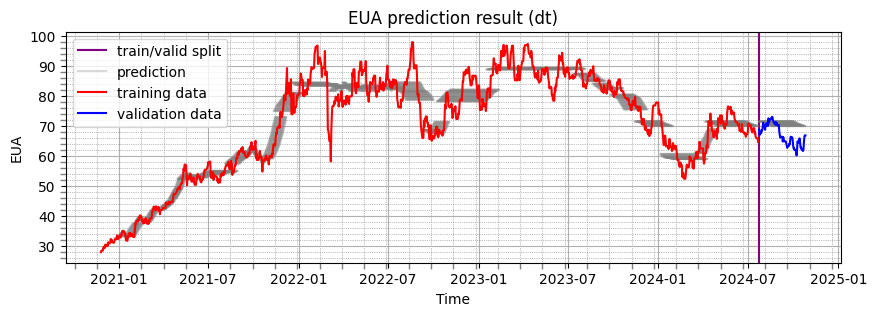 EUA prediction result (dt)
train/valid split
prediction
training data
validation data
EUA
100
90
80
70
60
50
40
30
2021-01 2021-07 2022-01 2022-07 2023-01 2023-07 2024-01 2024-07 2025-01
Time